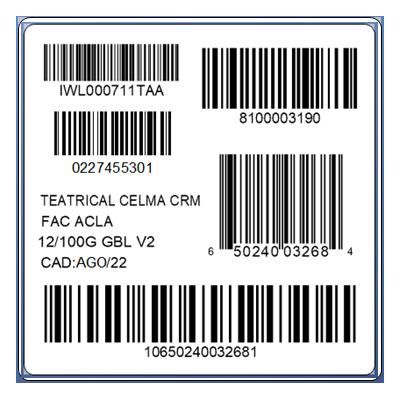 IWL000711TAA
8100003190
0227455301
TEATRICAL CELMA CRM
FAC ACLA
12/100G GBL V2
CAD:AGO/22
6 50240 03268 4
10650240032681